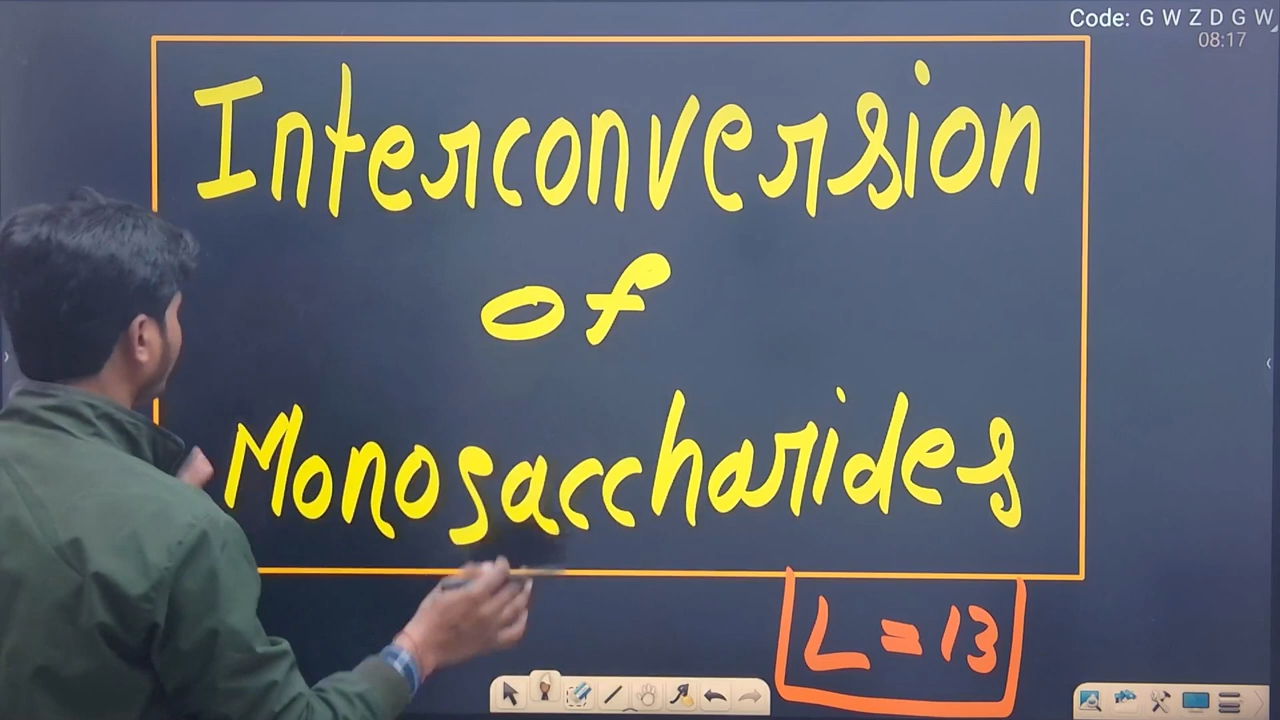 Code: G W Z D G W
08:17
Interconversion
of
Monosaccharides
L = 13